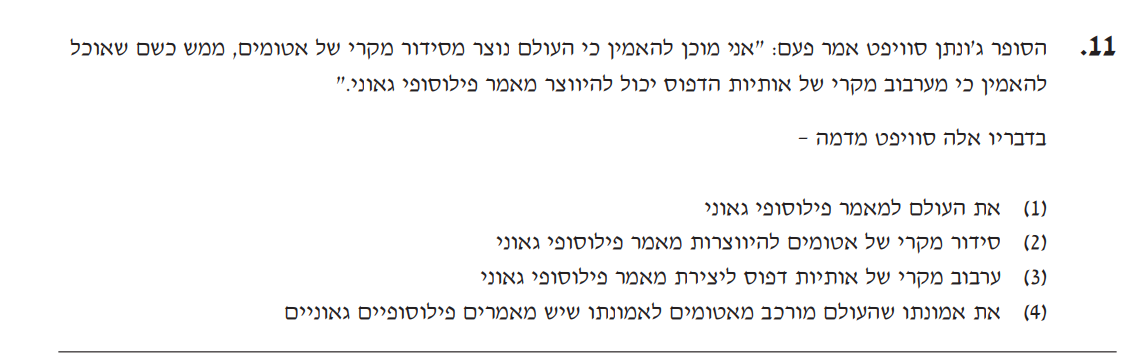 11. הסופר ג'ונתן סוויפט אמר פעם: "אני מוכן להאמין כי העולם נוצר מסידור מקרי של אטומים, ממש כשם שאוכל
להאמין כי מערבוב מקרי של אותיות הדפוס יכול להיווצר מאמר פילוסופי גאוני."
בדבריו אלה סוויפט מדמה -
(1) את העולם למאמר פילוסופי גאוני
(2) סידור מקרי של אטומים להיווצרות מאמר פילוסופי גאוני
(3) ערבוב מקרי של אותיות דפוס ליצירת מאמר פילוסופי גאוני
(4) את אמונתו שהעולם מורכב מאטומים לאמונתו שיש מאמרים פילוסופיים גאוניים